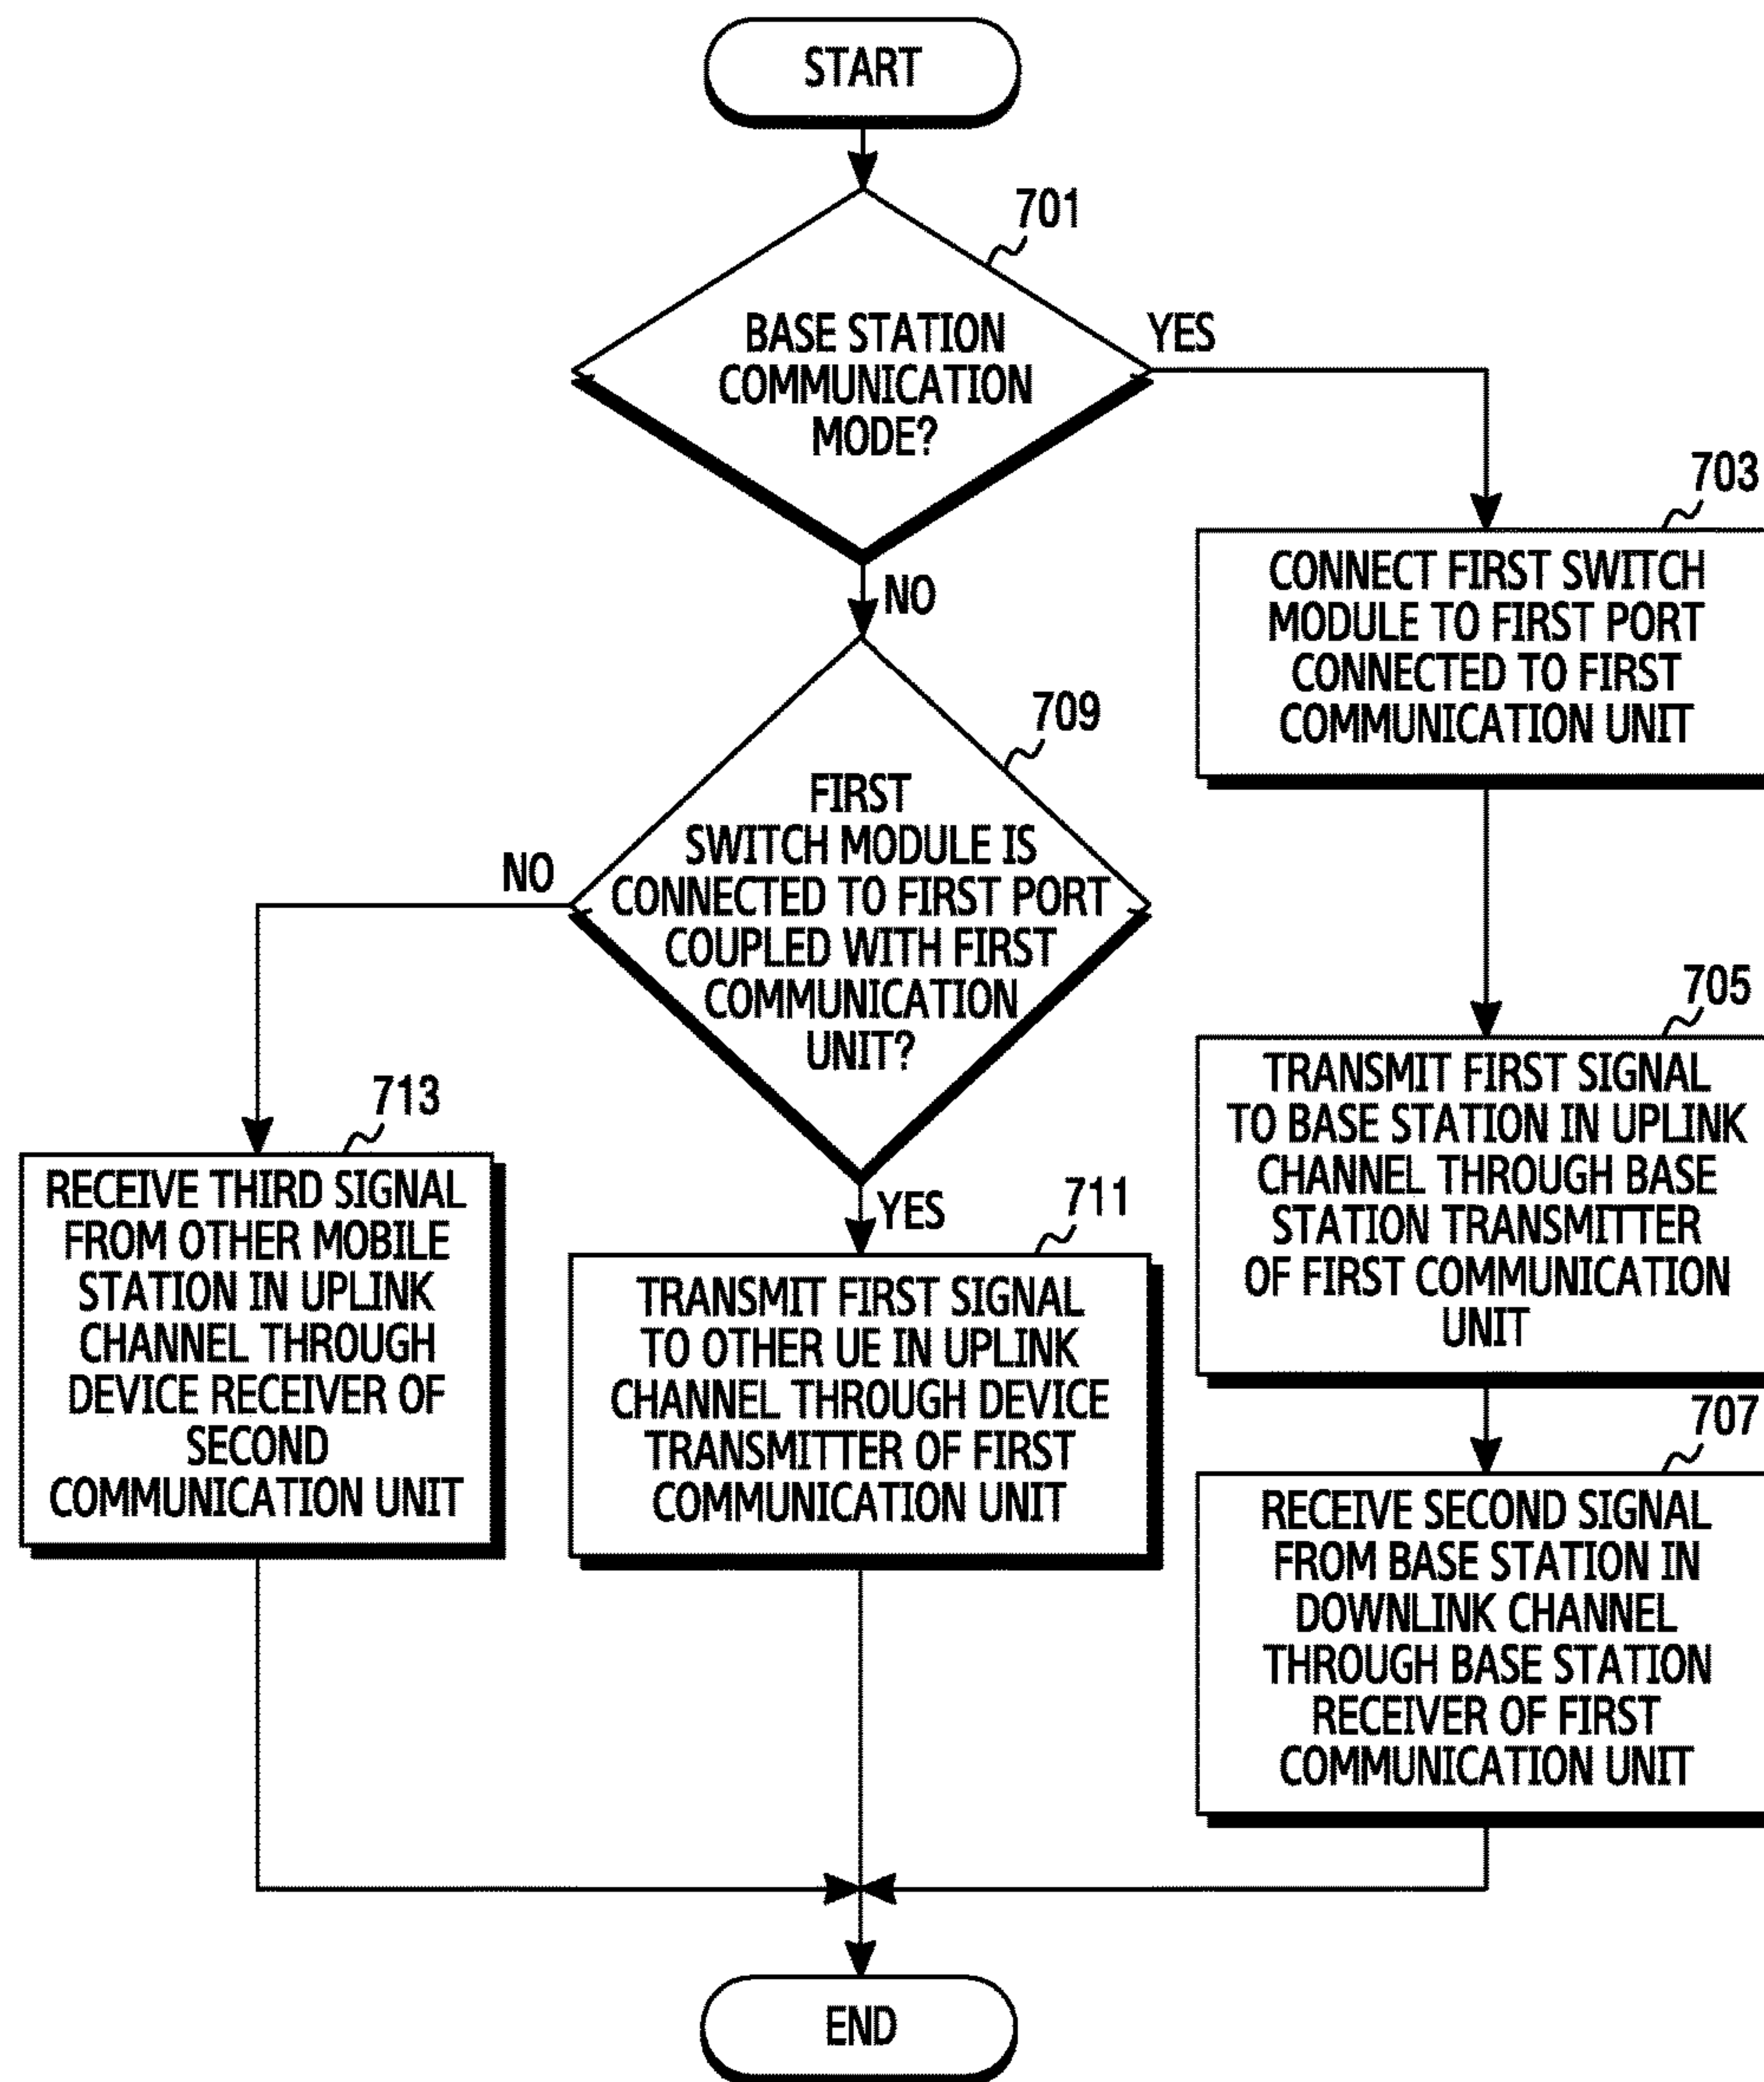 START
701
BASE STATION
COMMUNICATION
MODE?
YES
NO
703
CONNECT FIRST SWITCH
MODULE TO FIRST PORT
CONNECTED TO FIRST
COMMUNICATION UNIT
705
TRANSMIT FIRST SIGNAL
TO BASE STATION IN UPLINK
CHANNEL THROUGH BASE
STATION TRANSMITTER
OF FIRST COMMUNICATION
UNIT
707
RECEIVE SECOND SIGNAL
FROM BASE STATION IN
DOWNLINK CHANNEL
THROUGH BASE STATION
RECEIVER OF FIRST
COMMUNICATION UNIT
709
FIRST
SWITCH MODULE IS
CONNECTED TO FIRST PORT
COUPLED WITH FIRST
COMMUNICATION
UNIT?
NO
YES
711
TRANSMIT FIRST SIGNAL
TO OTHER UE IN UPLINK
CHANNEL THROUGH DEVICE
TRANSMITTER OF FIRST
COMMUNICATION UNIT
713
RECEIVE THIRD SIGNAL
FROM OTHER MOBILE
STATION IN UPLINK
CHANNEL THROUGH
DEVICE RECEIVER OF
SECOND
COMMUNICATION UNIT
END